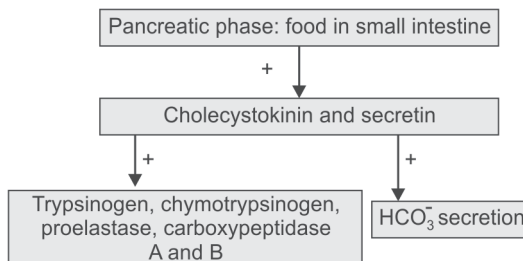 Pancreatic phase: food in small intestine
+
Cholecystokinin and secretin
+ +
Trypsinogen, chymotrypsinogen,
proelastase, carboxypeptidase
A and B
HCO₃⁻ secretion